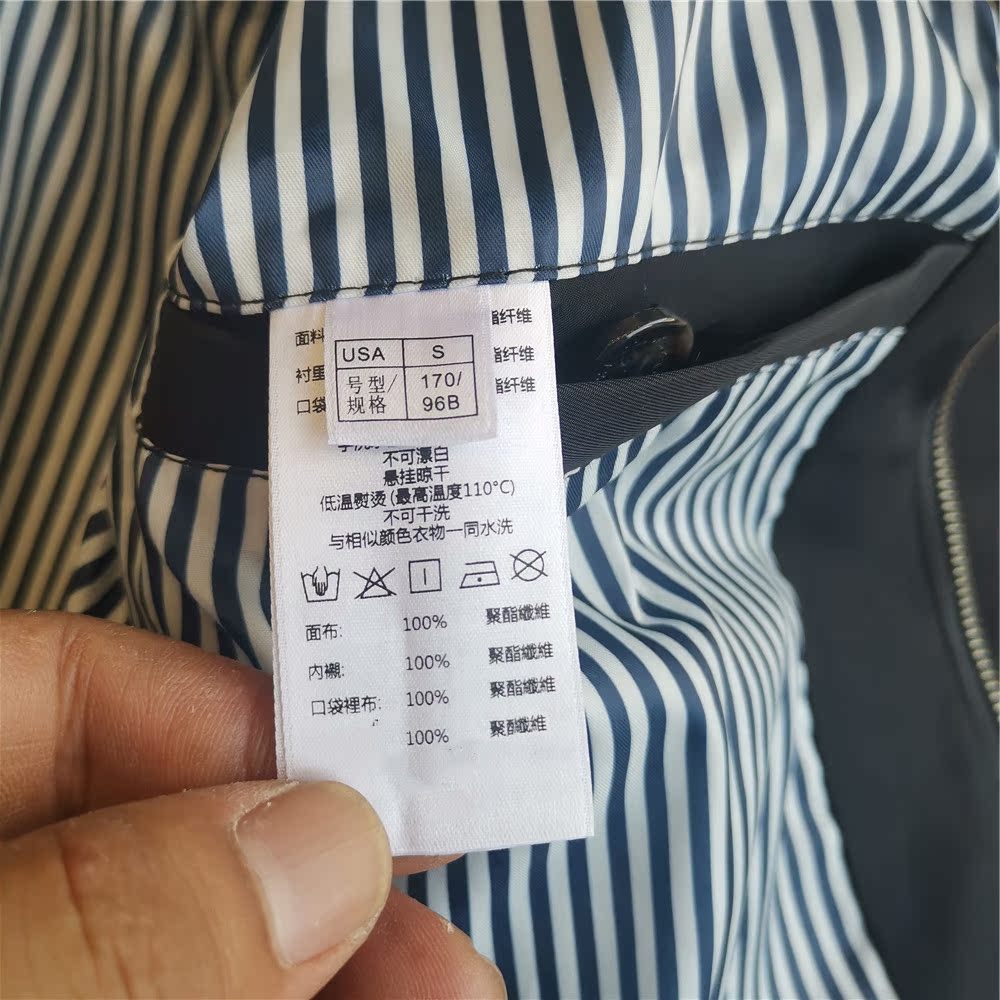 面料
酯纤维
衬里
酯纤维
口袋
酯纤维
USA S
号型/规格 170/96B
不可漂白
悬挂晾干
低温熨烫(最高温度110°C)
不可干洗
与相似颜色衣物一同水洗
面布: 100% 聚酯纖維
内襯: 100% 聚酯纖維
口袋裡布: 100% 聚酯纖維
100% 聚酯纖維